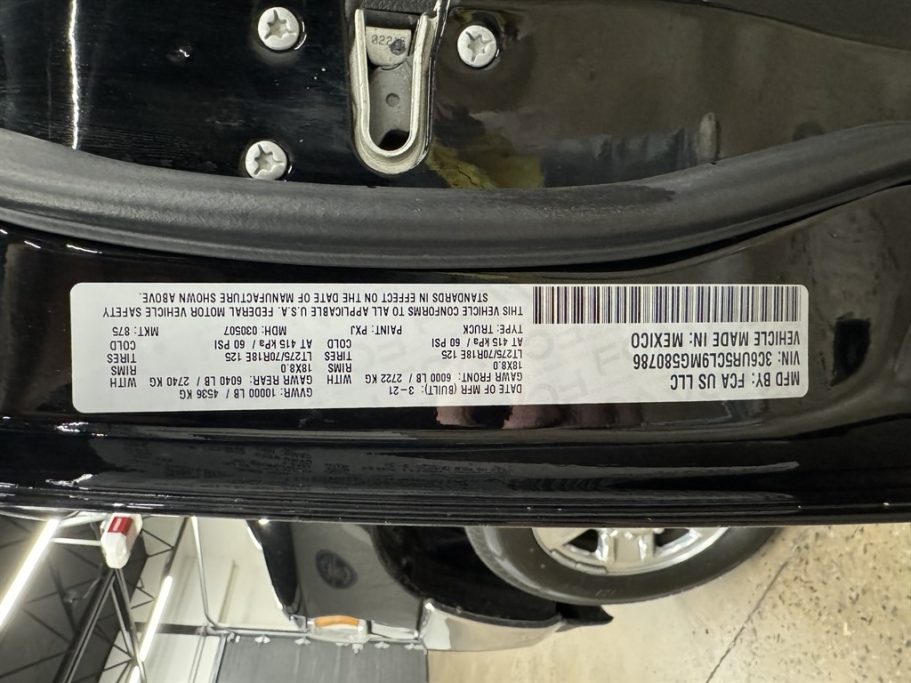 MFD BY: FCA US LLC
VIN: 3C6UR5CL9MG580786
VEHICLE MADE IN: MEXICO
DATE OF MFR (BUILT): 3-21
GVWR: 10000 LB / 4536 KG
GAWR FRONT: 6000 LB / 2722 KG WITH
18X8.0 RIMS
LT275/70R18E 125 TIRES
AT 415 kPa / 60 PSI COLD
GAWR REAR: 6040 LB / 2740 KG WITH
18X8.0 RIMS
LT275/70R18E 125 TIRES
AT 415 kPa / 60 PSI COLD
TYPE: TRUCK PAINT: PXJ MDH: 030507 MKT: 875
THIS VEHICLE CONFORMS TO ALL APPLICABLE U.S.A. FEDERAL MOTOR VEHICLE SAFETY
STANDARDS IN EFFECT ON THE DATE OF MANUFACTURE SHOWN ABOVE.